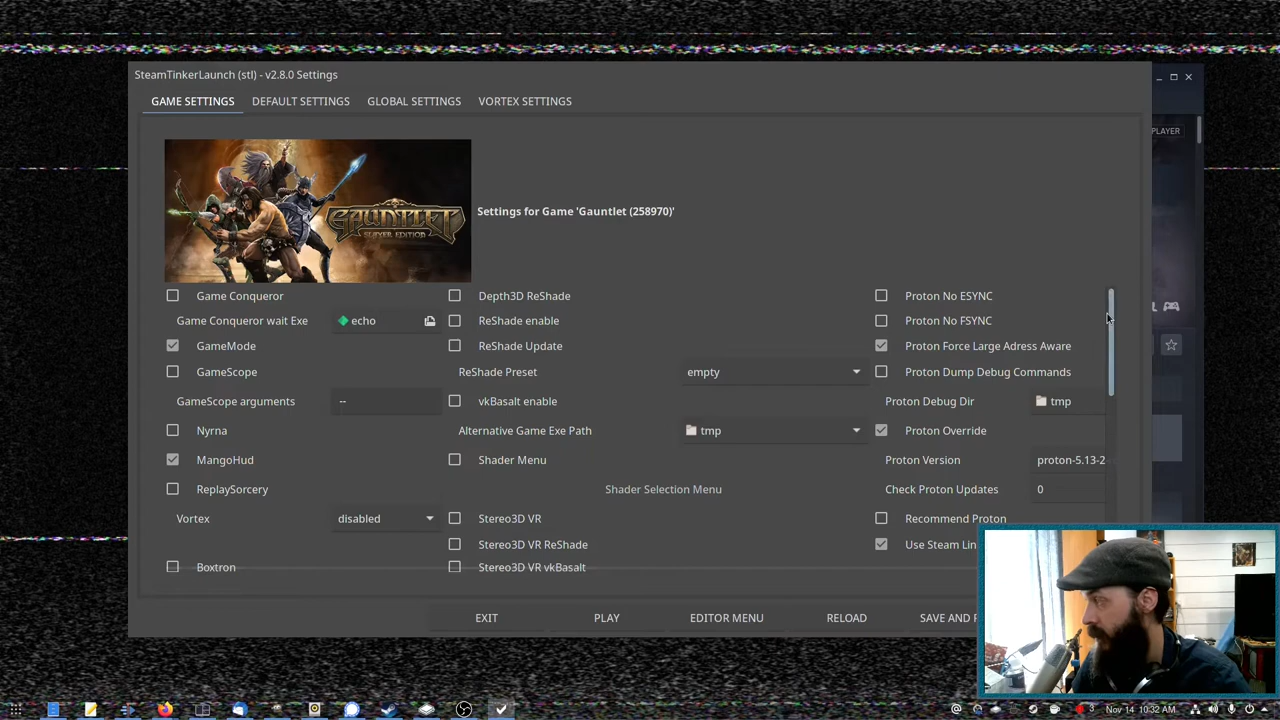 SteamTinkerLaunch (stl) - v2.8.0 Settings
GAME SETTINGS DEFAULT SETTINGS GLOBAL SETTINGS VORTEX SETTINGS
PLAYER
GAUNTLET
SLAYER EDITION
Settings for Game 'Gauntlet (258970)'
Game Conqueror Depth3D ReShade Proton No ESYNC
Game Conqueror wait Exe echo ReShade enable Proton No FSYNC
GameMode ReShade Update Proton Force Large Adress Aware
GameScope ReShade Preset empty Proton Dump Debug Commands
GameScope arguments -- vkBasalt enable Proton Debug Dir tmp
Nyrna Alternative Game Exe Path tmp Proton Override
MangoHud Shader Menu Proton Version proton-5.13-2
ReplaySorcery Shader Selection Menu Check Proton Updates 0
Vortex disabled Stereo3D VR Recommend Proton
Stereo3D VR ReShade Use Steam Lin
Boxtron Stereo3D VR vkBasalt
EXIT PLAY EDITOR MENU RELOAD SAVE AND P
3 Nov 14 10:32 AM